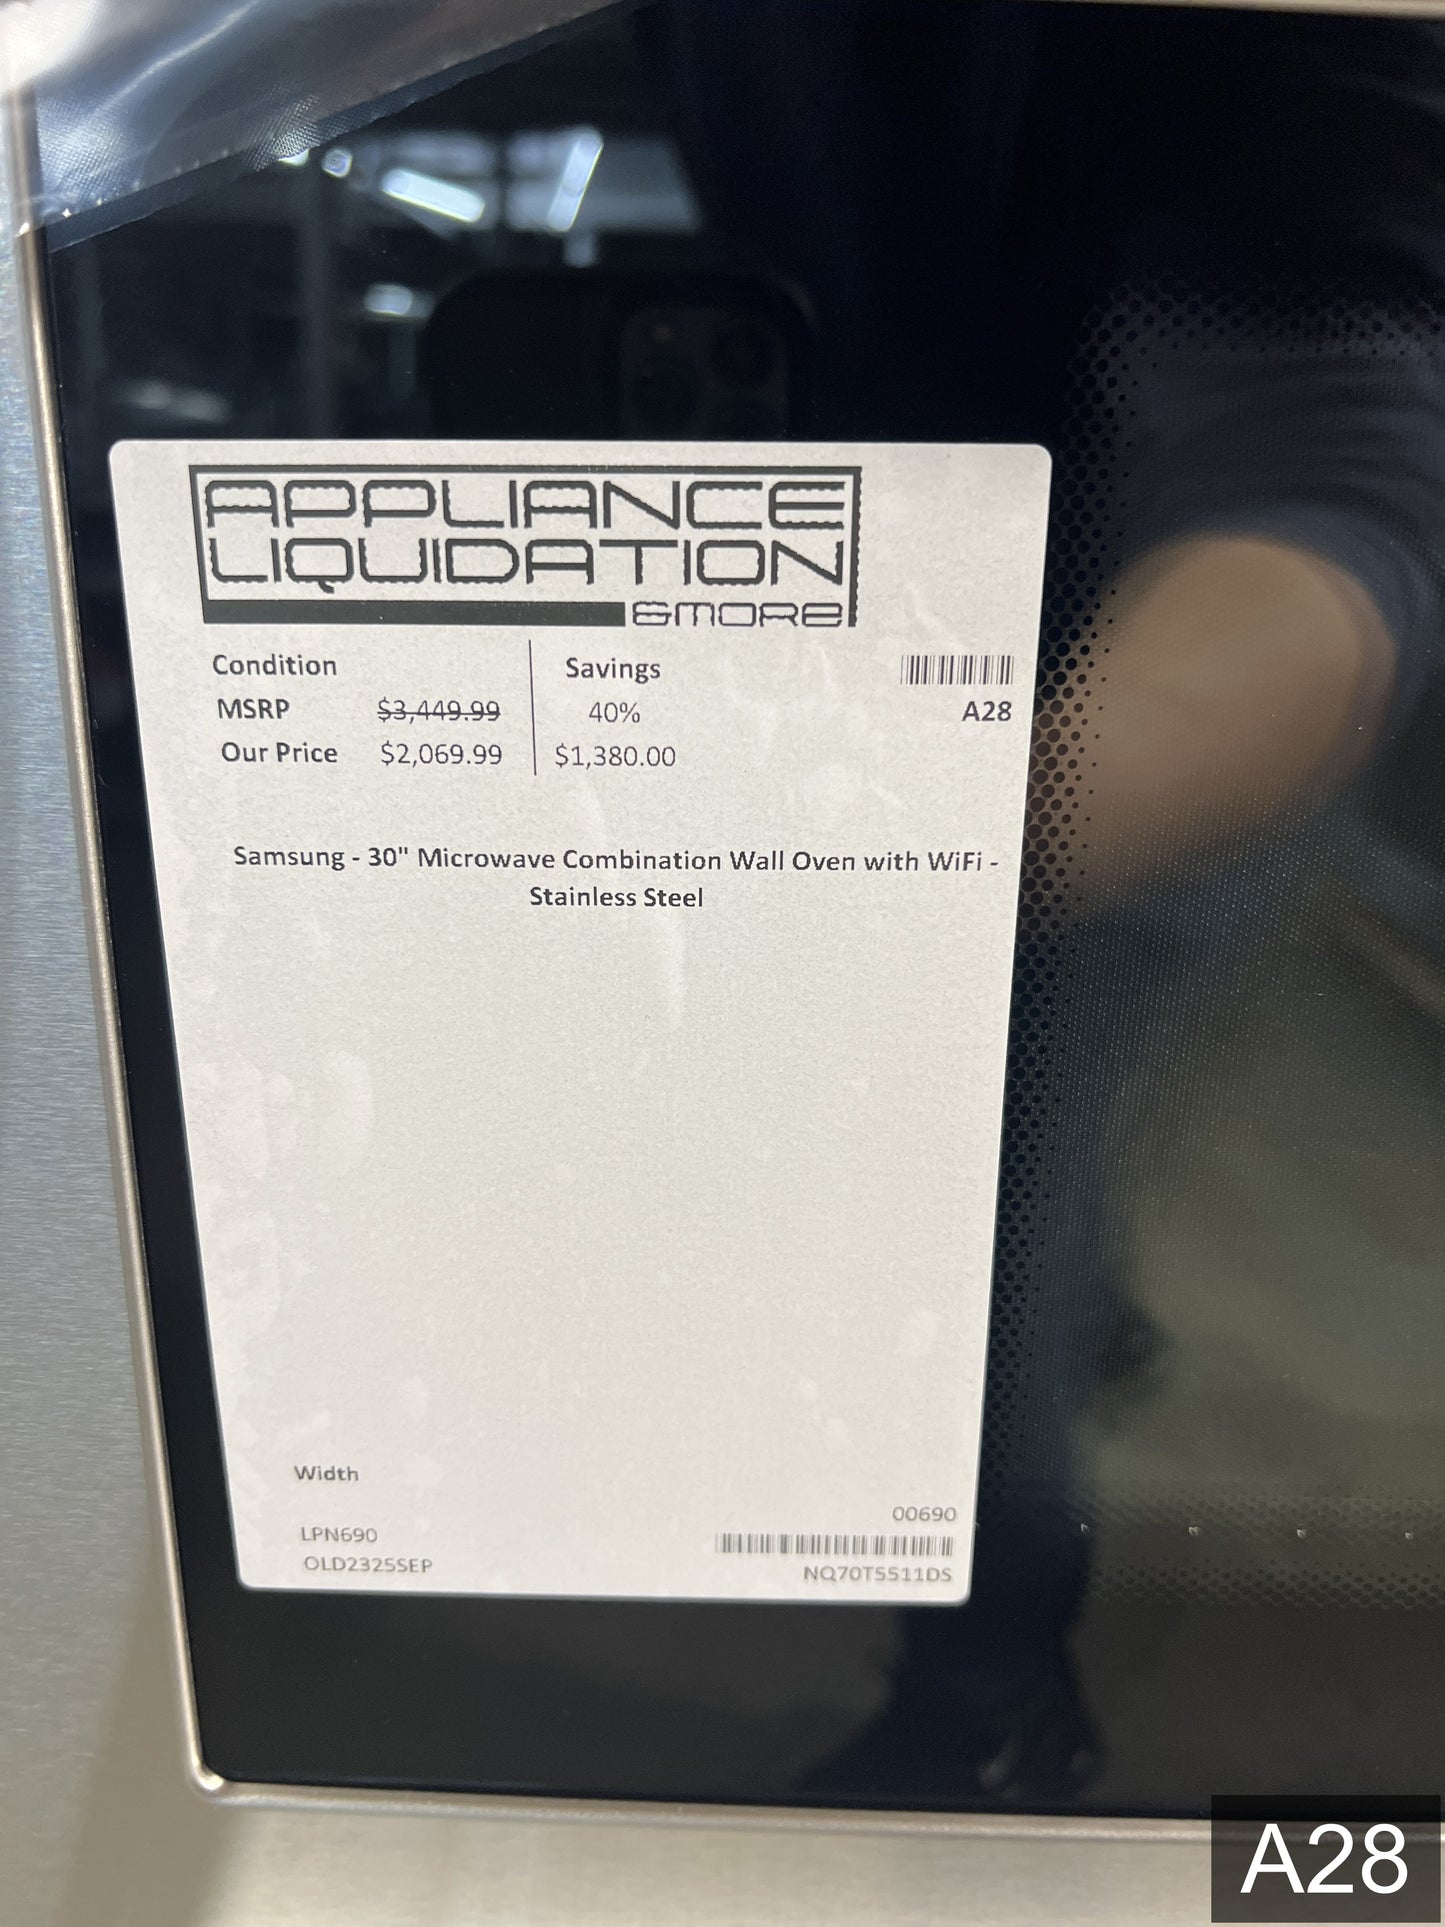 APPLIANCE
LIQUIDATION
&MORE
Condition
MSRP $3,449.99
Our Price $2,069.99
Savings
40%
$1,380.00
A28
Samsung - 30" Microwave Combination Wall Oven with WiFi -
Stainless Steel
Width
LPN690
OLD2325SEP
00690
NQ70T5511DS
A28